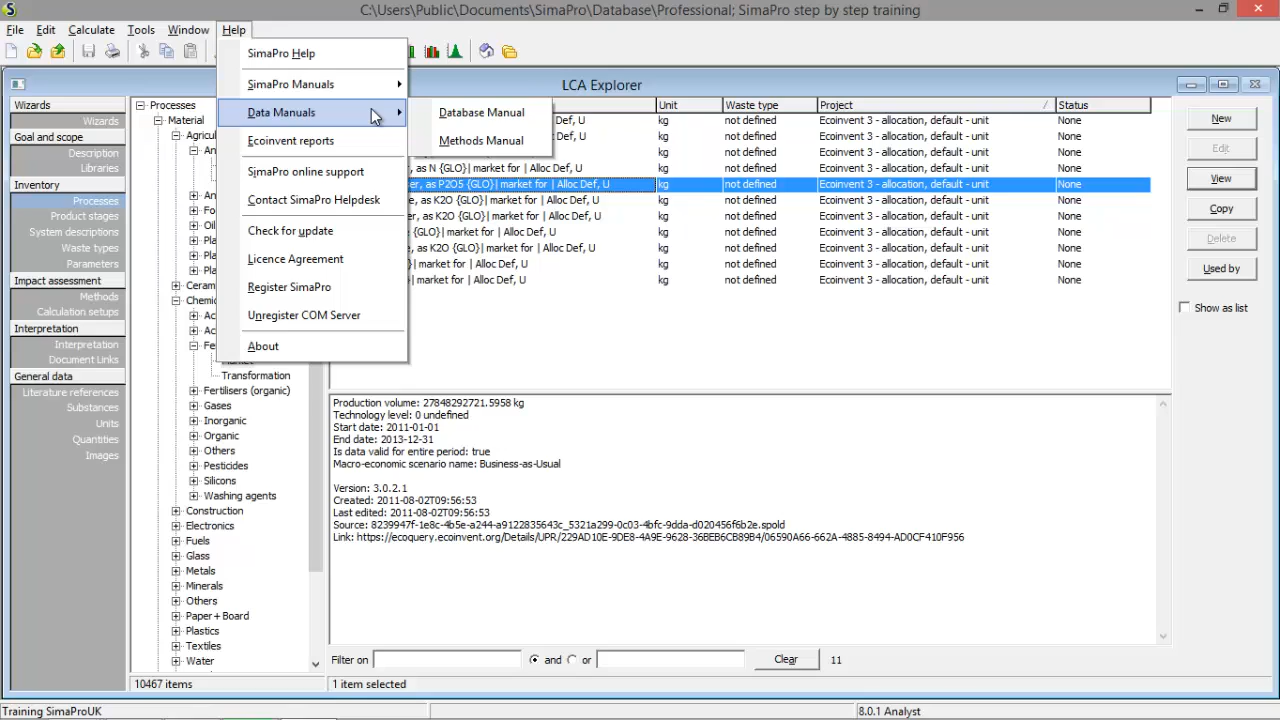 C:\Users\Public\Documents\SimaPro\Database\Professional; SimaPro step by step training
File Edit Calculate Tools Window Help
LCA Explorer
Wizards
Wizards
Goal and scope
Description
Libraries
Inventory
Processes
Product stages
System descriptions
Waste types
Parameters
Impact assessment
Methods
Calculation setups
Interpretation
Interpretation
Document Links
General data
Literature references
Substances
Units
Quantities
Images
Processes
Material
Agricul
An
An
Fo
Oil
Pla
Pla
Pla
Ceram
Chemic
Ac
Ac
Fe
Transformation
Fertilisers (organic)
Gases
Inorganic
Organic
Others
Pesticides
Silicons
Washing agents
Construction
Electronics
Fuels
Glass
Metals
Minerals
Others
Paper+Board
Plastics
Textiles
Water
SimaPro Help
SimaPro Manuals
Data Manuals
Ecoinvent reports
SimaPro online support
Contact SimaPro Helpdesk
Check for update
Licence Agreement
Register SimaPro
Unregister COM Server
About
Database Manual
Methods Manual
Unit Waste type Project / Status
Def, U kg not defined Ecoinvent 3 - allocation, default - unit None
kg not defined Ecoinvent 3 - allocation, default - unit None
Def, U kg not defined Ecoinvent 3 - allocation, default - unit None
, as N {GLO}| market for | Alloc Def, U kg not defined Ecoinvent 3 - allocation, default - unit None
er, as P2O5 {GLO}| market for | Alloc Def, U kg not defined Ecoinvent 3 - allocation, default - unit None
e, as K2O {GLO}| market for | Alloc Def, U kg not defined Ecoinvent 3 - allocation, default - unit None
r, as K2O {GLO}| market for | Alloc Def, U kg not defined Ecoinvent 3 - allocation, default - unit None
{GLO}| market for | Alloc Def, U kg not defined Ecoinvent 3 - allocation, default - unit None
, as K2O {GLO}| market for | Alloc Def, U kg not defined Ecoinvent 3 - allocation, default - unit None
}| market for | Alloc Def, U kg not defined Ecoinvent 3 - allocation, default - unit None
| market for | Alloc Def, U kg not defined Ecoinvent 3 - allocation, default - unit None
New
Edit
View
Copy
Delete
Used by
Show as list
Production volume: 27848292721.5958 kg
Technology level: 0 undefined
Start date: 2011-01-01
End date: 2013-12-31
Is data valid for entire period: true
Macro-economic scenario name: Business-as-Usual
Version: 3.0.2.1
Created: 2011-08-02T09:56:53
Last edited: 2011-08-02T09:56:53
Source: 8239947f-1e8c-4b5e-a244-a9122835643c_5321a299-0c03-4bfc-9dda-d020456f6b2e.spold
Link: https://ecoquery.ecoinvent.org/Details/UPR/229AD10E-9DE8-4A9E-9628-36BEB6CB89B4/06590A66-662A-4885-8494-AD0CF410F956
Filter on and or Clear 11
10467 items 1 item selected
Training SimaProUK 8.0.1 Analyst